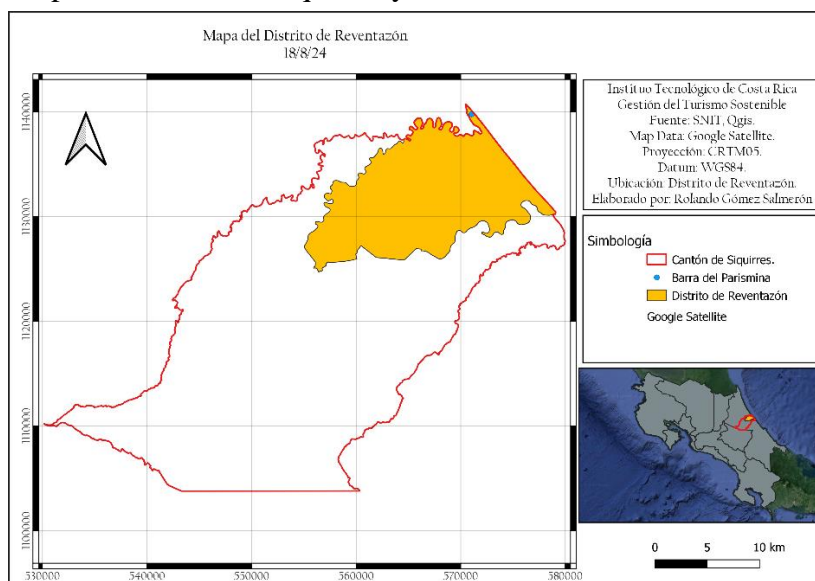 Mapa del Distrito de Reventazón
18/8/24
Instituo Tecnológico de Costa Rica
Gestión del Turismo Sostenible
Fuente: SNIT, Qgis.
Map Data: Google Satellite.
Proyección: CRTM05.
Datum: WGS84.
Ubicación: Distrito de Reventazón.
Elaborado por: Rolando Gómez Salmerón
Simbología
Cantón de Siquirres.
Barra del Parismina
Distrito de Reventazón
Google Satellite
1140000
1130000
1120000
1110000
1100000
530000 540000 550000 560000 570000 580000
0 5 10 km